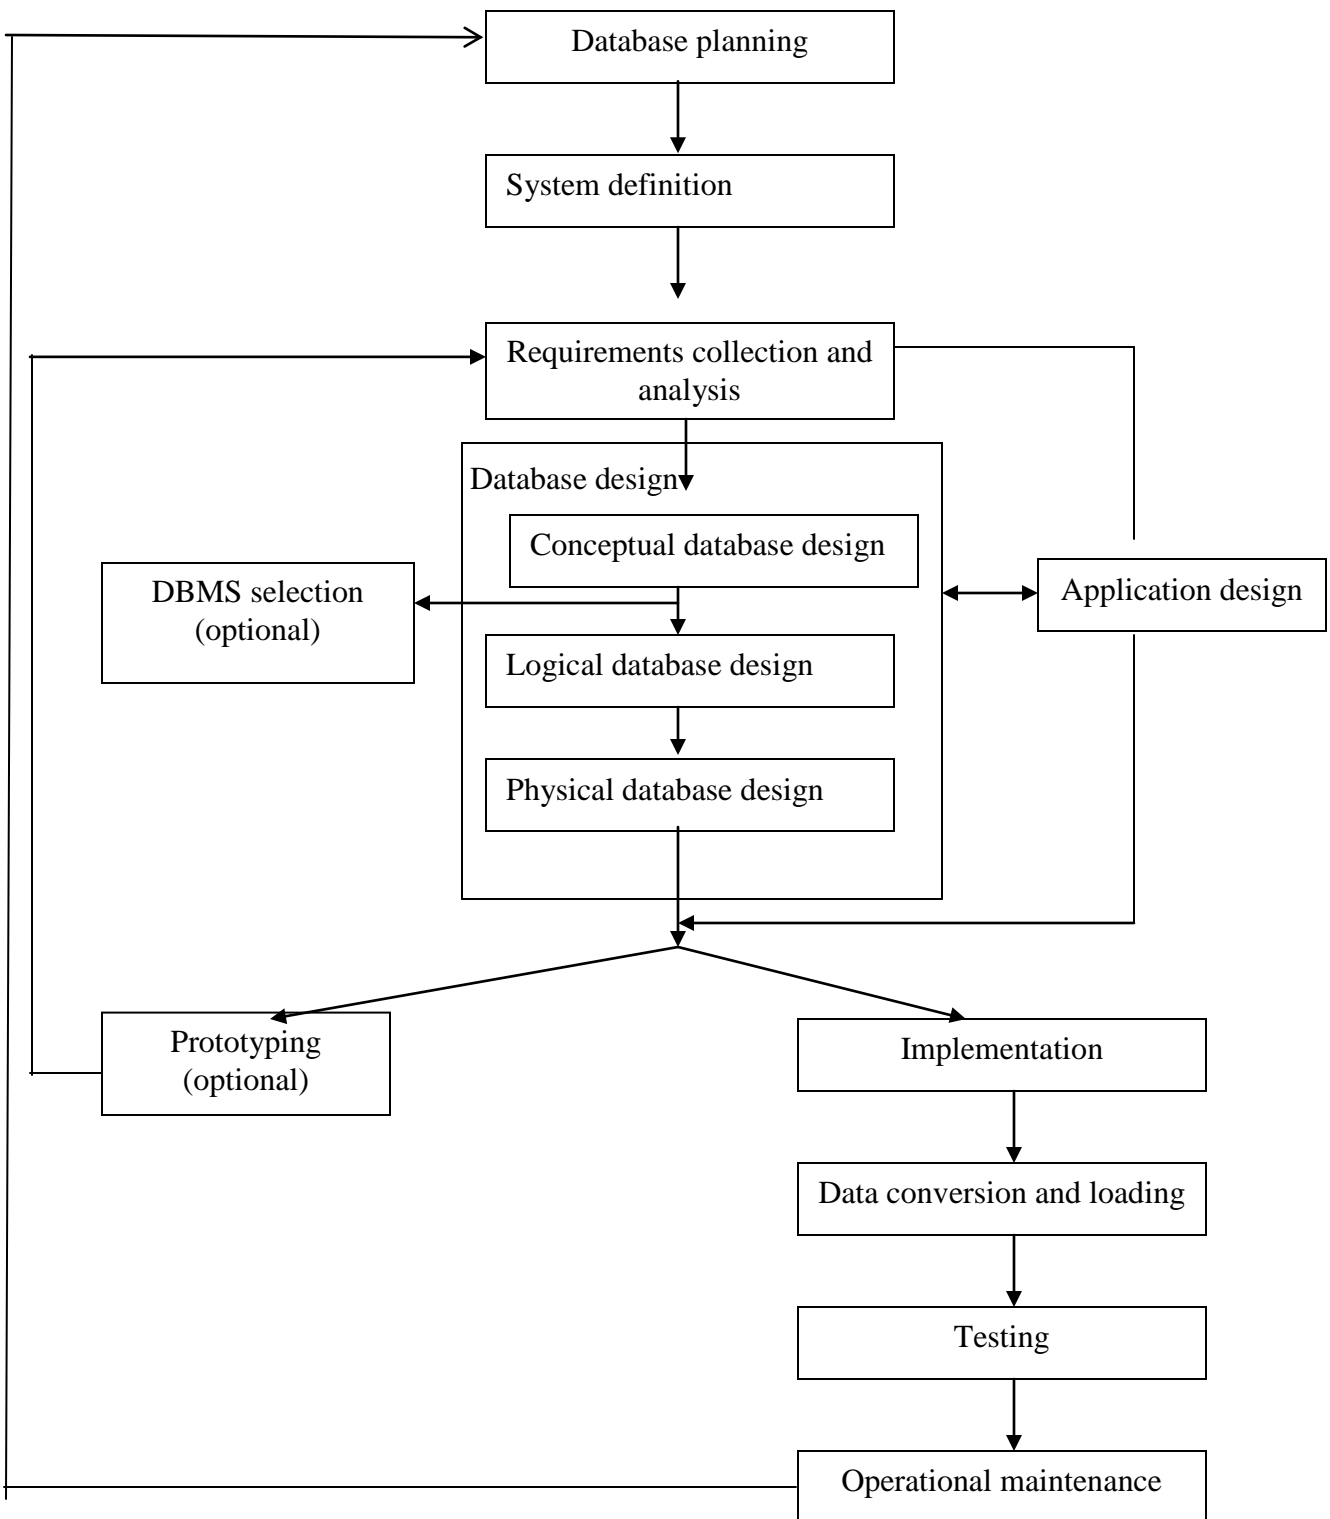 Database planning
System definition
Requirements collection and
analysis
Database design
Conceptual database design
DBMS selection
(optional)
Application design
Logical database design
Physical database design
Prototyping
(optional)
Implementation
Data conversion and loading
Testing
Operational maintenance